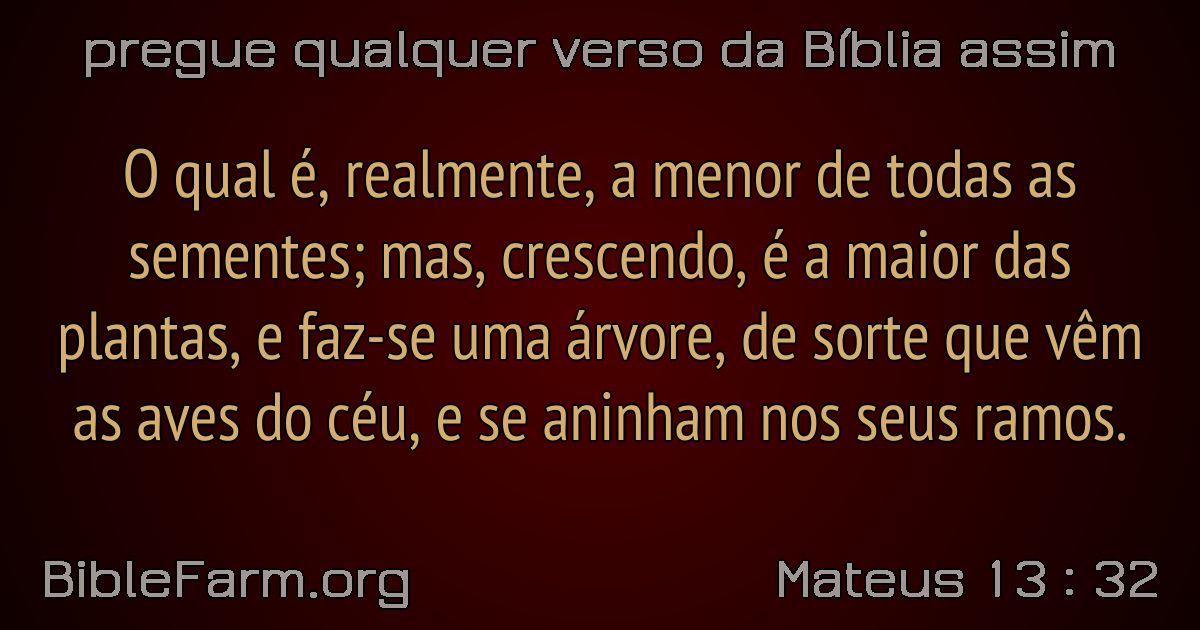 pregue qualquer verso da Bíblia assim
O qual é, realmente, a menor de todas as
sementes; mas, crescendo, é a maior das
plantas, e faz-se uma árvore, de sorte que vêm
as aves do céu, e se aninham nos seus ramos.
BibleFarm.org
Mateus 13 : 32